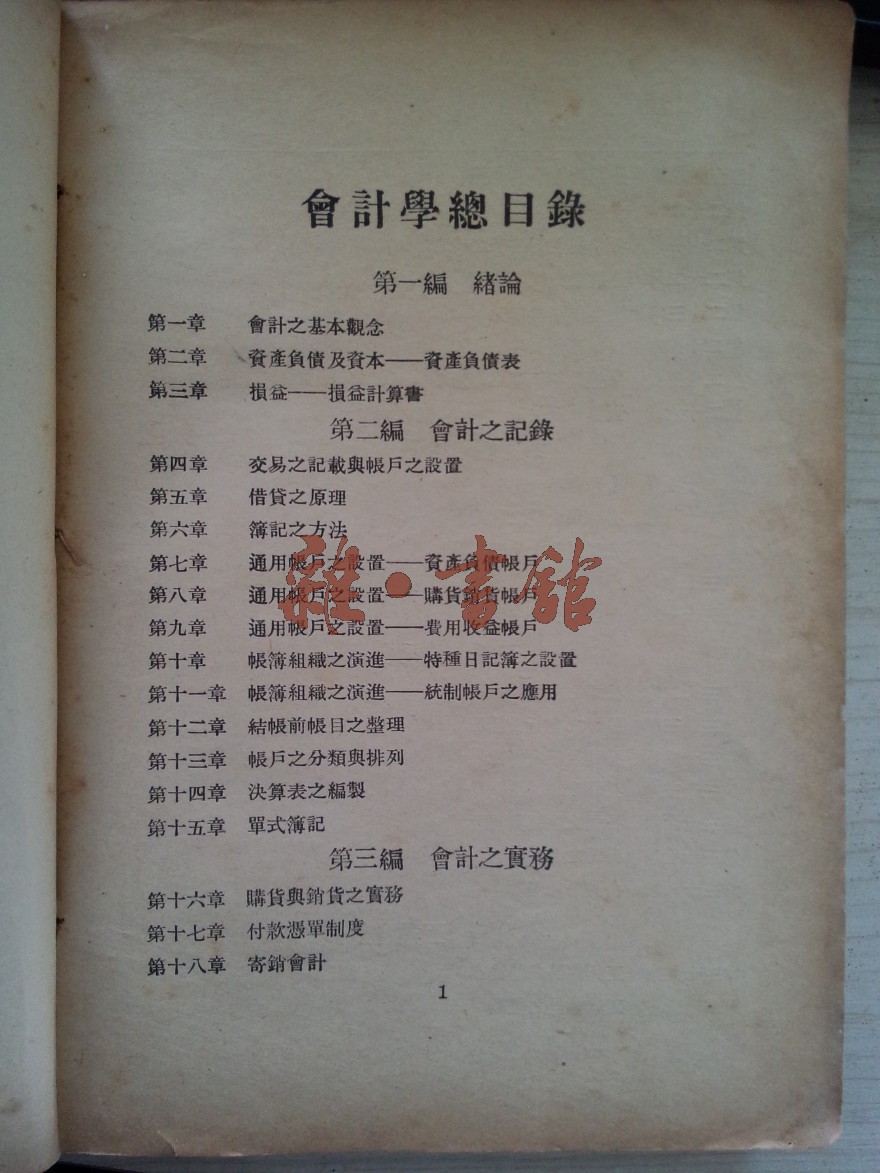 會計學總目錄
第一編 緒論
第一章 會計之基本觀念
第二章 資產負債及資本——資產負債表
第三章 損益——損益計算書
第二編 會計之記錄
第四章 交易之記載與帳戶之設置
第五章 借貸之原理
第六章 簿記之方法
第七章 通用帳戶之設置——資產負債帳戶
第八章 通用帳戶之設置——購貨銷貨帳戶
第九章 通用帳戶之設置——費用收益帳戶
雜·書館
第十章 帳簿組織之演進——特種日記簿之設置
第十一章 帳簿組織之演進——統制帳戶之應用
第十二章 結帳前帳目之整理
第十三章 帳戶之分類與排列
第十四章 決算表之編製
第十五章 單式簿記
第三編 會計之實務
第十六章 購貨與銷貨之實務
第十七章 付款憑單制度
第十八章 寄銷會計
1